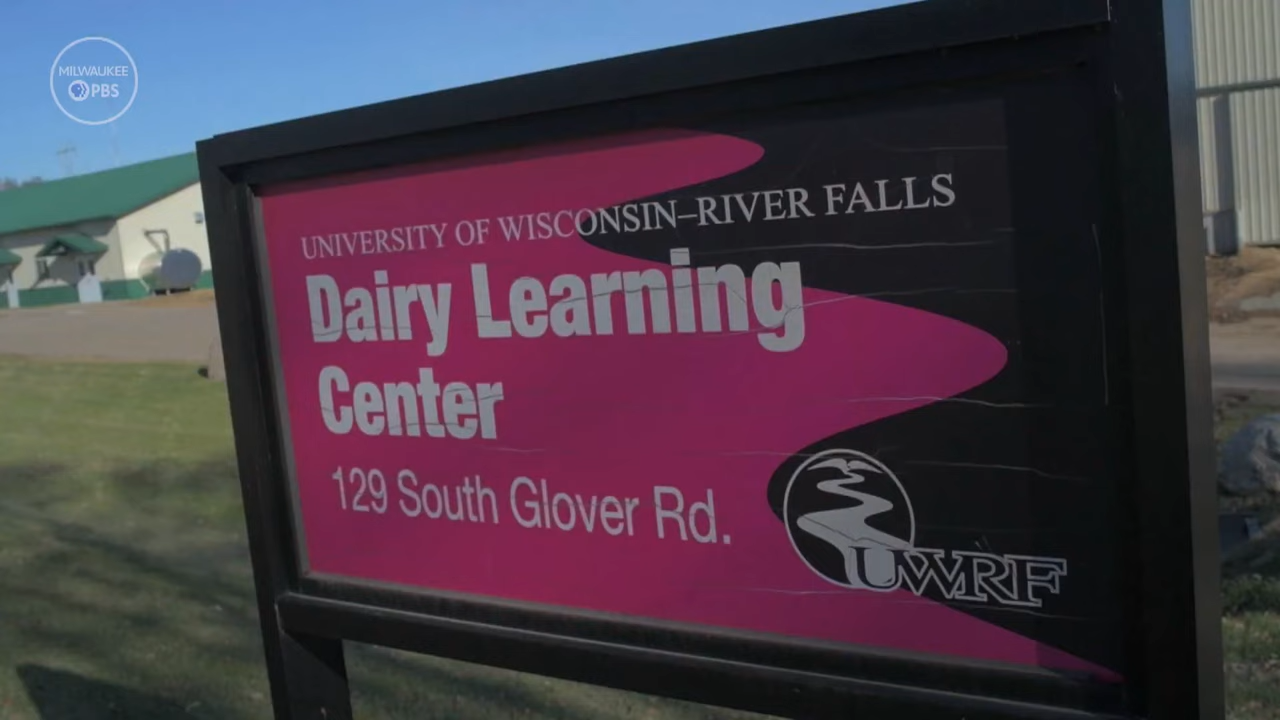 MILWAUKEE
PBS
UNIVERSITY OF WISCONSIN–RIVER FALLS
Dairy Learning
Center
129 South Glover Rd.
UWRF